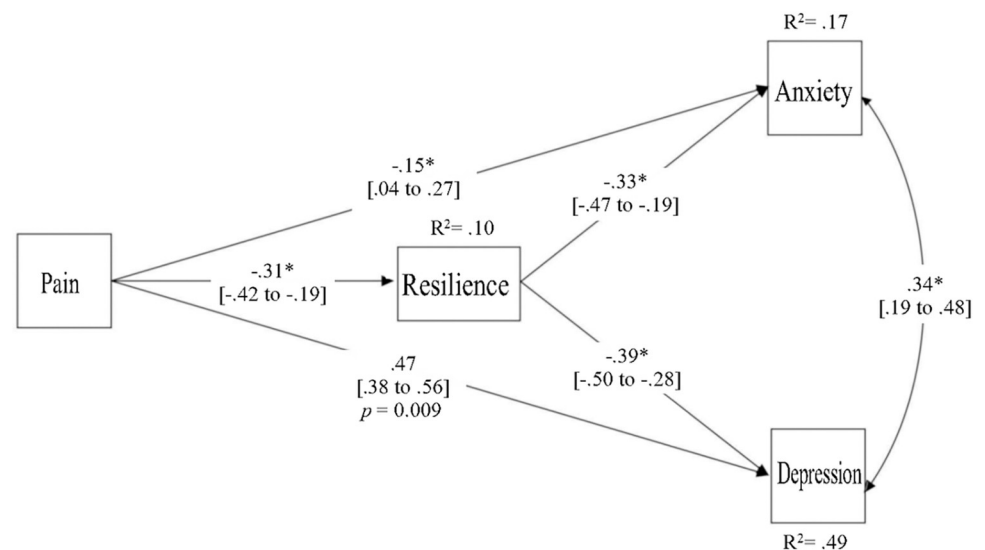 R²= .17
Anxiety
-.15*
[.04 to .27]
-.33*
[-.47 to -.19]
R²= .10
Pain
-.31*
[-.42 to -.19]
Resilience
.34*
[.19 to .48]
.47
[.38 to .56]
p = 0.009
-.39*
[-.50 to -.28]
Depression
R²= .49